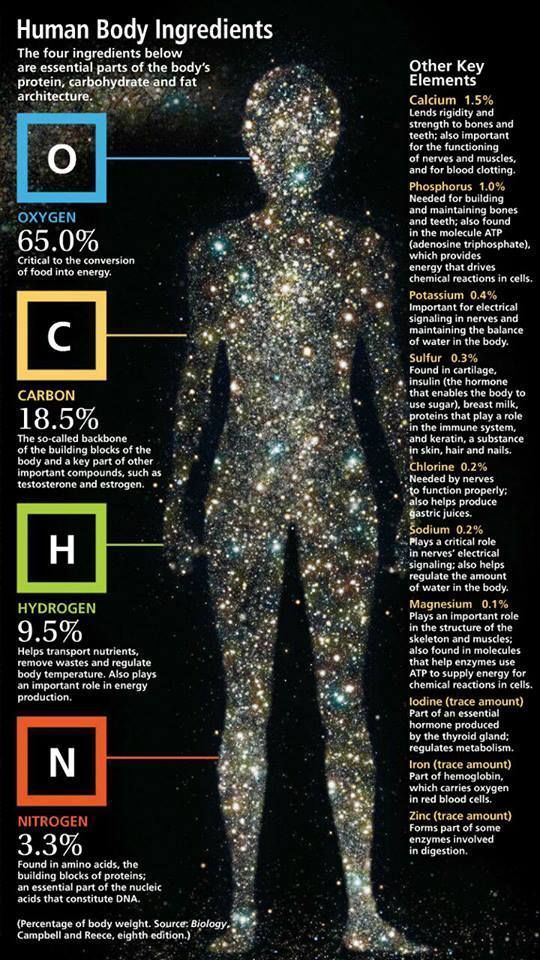 Human Body Ingredients
The four ingredients below
are essential parts of the body's
protein, carbohydrate and fat
architecture.
O
OXYGEN
65.0%
Critical to the conversion
of food into energy.
C
CARBON
18.5%
The so-called backbone
of the building blocks of the
body and a key part of other
important compounds, such as
testosterone and estrogen.
H
HYDROGEN
9.5%
Helps transport nutrients,
remove wastes and regulate
body temperature. Also plays
an important role in energy
production.
N
NITROGEN
3.3%
Found in amino acids, the
building blocks of proteins;
an essential part of the nucleic
acids that constitute DNA.
(Percentage of body weight. Source: Biology,
Campbell and Reece, eighth edition.)
Other Key
Elements
Calcium 1.5%
Lends rigidity and
strength to bones and
teeth; also important
for the functioning
of nerves and muscles,
and for blood clotting.
Phosphorus 1.0%
Needed for building
and maintaining bones
and teeth; also found
in the molecule ATP
(adenosine triphosphate),
which provides
energy that drives
chemical reactions in cells.
Potassium 0.4%
Important for electrical
signaling in nerves and
maintaining the balance
of water in the body.
Sulfur 0.3%
Found in cartilage,
insulin (the hormone
that enables the body to
use sugar), breast milk,
proteins that play a role
in the immune system,
and keratin, a substance
in skin, hair and nails.
Chlorine 0.2%
Needed by nerves
to function properly;
also helps produce
gastric juices.
Sodium 0.2%
Plays a critical role
in nerves' electrical
signaling; also helps
regulate the amount
of water in the body.
Magnesium 0.1%
Plays an important role
in the structure of the
skeleton and muscles;
also found in molecules
that help enzymes use
ATP to supply energy for
chemical reactions in cells.
Iodine (trace amount)
Part of an essential
hormone produced
by the thyroid gland;
regulates metabolism.
Iron (trace amount)
Part of hemoglobin,
which carries oxygen
in red blood cells.
Zinc (trace amount)
Forms part of some
enzymes involved
in digestion.